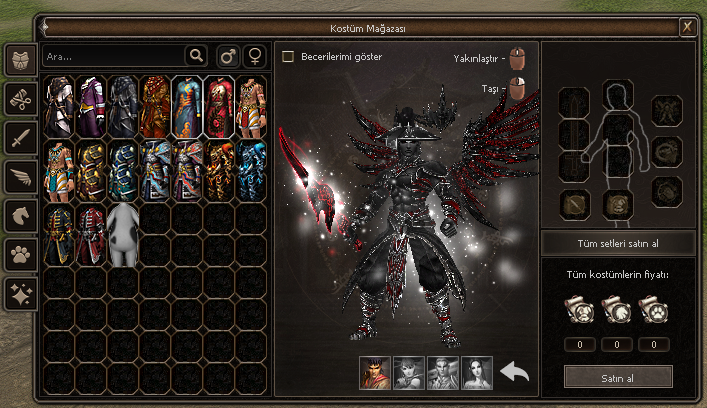 Kostüm Mağazası
Ara...
Becerilerimi göster
Yakınlaştır -
Taşı -
Tüm setleri satın al
Tüm kostümlerin fiyatı:
0 0 0
Satın al